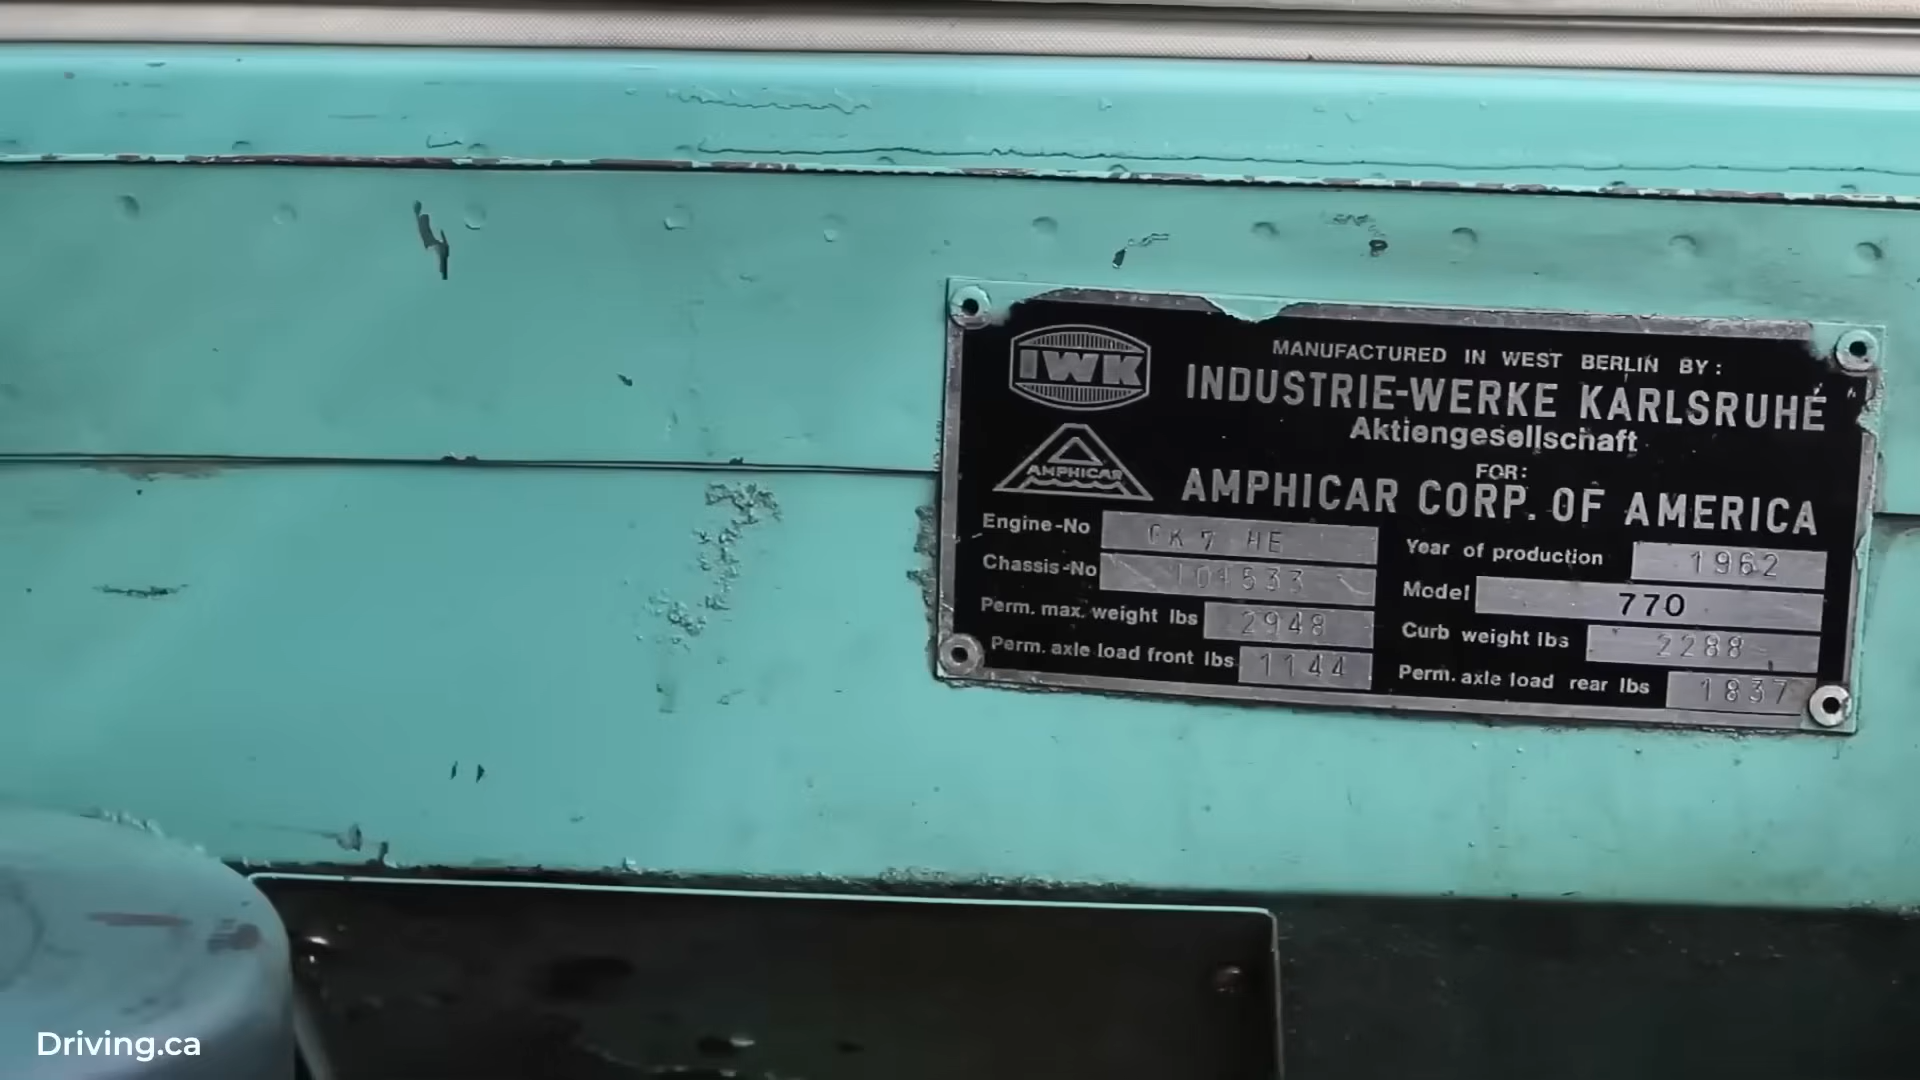 IWK
MANUFACTURED IN WEST BERLIN BY:
INDUSTRIE-WERKE KARLSRUHE
Aktiengesellschaft
AMPHICAR
FOR:
AMPHICAR CORP. OF AMERICA
Engine-No HE
Chassis-No
Perm. max. weight lbs 2948
Perm. axle load front lbs 1144
Year of production 1962
Model 770
Curb weight lbs 2288
Perm. axle load rear lbs 1837
Driving.ca